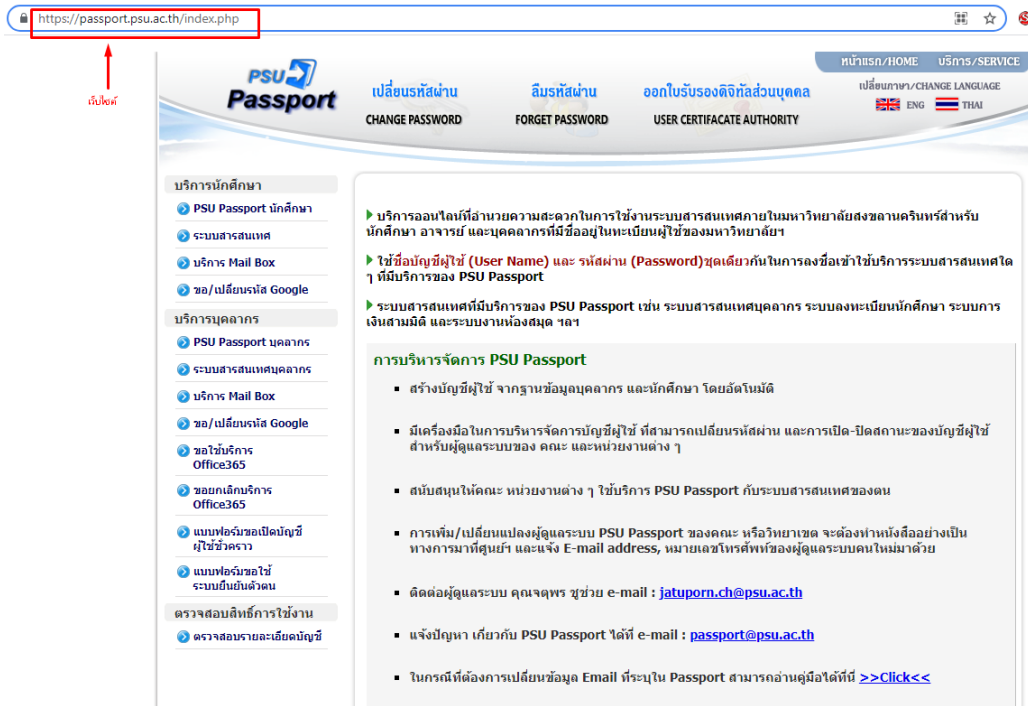 https://passport.psu.ac.th/index.php
เว็บไซต์
PSU
Passport
เปลี่ยนรหัสผ่าน
CHANGE PASSWORD
ลืมรหัสผ่าน
FORGET PASSWORD
ออกใบรับรองดิจิทัลส่วนบุคคล
USER CERTIFACATE AUTHORITY
หน้าแรก/HOME บริการ/SERVICE
เปลี่ยนภาษา/CHANGE LANGUAGE
ENG THAI
บริการนักศึกษา
PSU Passport นักศึกษา
ระบบสารสนเทศ
บริการ Mail Box
ขอ/เปลี่ยนรหัส Google
บริการบุคลากร
PSU Passport บุคลากร
ระบบสารสนเทศบุคลากร
บริการ Mail Box
ขอ/เปลี่ยนรหัส Google
ขอใช้บริการ
Office365
ขอยกเลิกบริการ
Office365
แบบฟอร์มขอเปิดบัญชี
ผู้ใช้ชั่วคราว
แบบฟอร์มขอใช้
ระบบยืนยันตัวตน
ตรวจสอบสิทธิ์การใช้งาน
ตรวจสอบรายละเอียดบัญชี
บริการออนไลน์ที่อำนวยความสะดวกในการใช้งานระบบสารสนเทศภายในมหาวิทยาลัยสงขลานครินทร์สำหรับ
นักศึกษา อาจารย์ และบุคคลากรที่มีชื่ออยู่ในทะเบียนผู้ใช้ของมหาวิทยาลัยฯ
ใช้ชื่อบัญชีผู้ใช้ (User Name) และ รหัสผ่าน (Password)ชุดเดียวกันในการลงชื่อเข้าใช้บริการระบบสารสนเทศใด
ๆ ที่มีบริการของ PSU Passport
ระบบสารสนเทศที่มีบริการของ PSU Passport เช่น ระบบสารสนเทศบุคลากร ระบบลงทะเบียนนักศึกษา ระบบการ
เงินสามมิติ และระบบงานห้องสมุด ฯลฯ
การบริหารจัดการ PSU Passport
สร้างบัญชีผู้ใช้ จากฐานข้อมูลบุคลากร และนักศึกษา โดยอัตโนมัติ
มีเครื่องมือในการบริหารจัดการบัญชีผู้ใช้ ที่สามารถเปลี่ยนรหัสผ่าน และการเปิด-ปิดสถานะของบัญชีผู้ใช้
สำหรับผู้ดูแลระบบของ คณะ และหน่วยงานต่าง ๆ
สนับสนุนให้คณะ หน่วยงานต่าง ๆ ใช้บริการ PSU Passport กับระบบสารสนเทศของตน
การเพิ่ม/เปลี่ยนแปลงผู้ดูแลระบบ PSU Passport ของคณะ หรือวิทยาเขต จะต้องทำหนังสืออย่างเป็น
ทางการมาที่ศูนย์ฯ และแจ้ง E-mail address, หมายเลขโทรศัพท์ของผู้ดูแลระบบคนใหม่มาด้วย
ติดต่อผู้ดูแลระบบ คุณจตุพร ชูช่วย e-mail : jatuporn.ch@psu.ac.th
แจ้งปัญหา เกี่ยวกับ PSU Passport ได้ที่ e-mail : passport@psu.ac.th
ในกรณีที่ต้องการเปลี่ยนข้อมูล Email ที่ระบุใน Passport สามารถอ่านคู่มือได้ที่นี่ >>Click<<